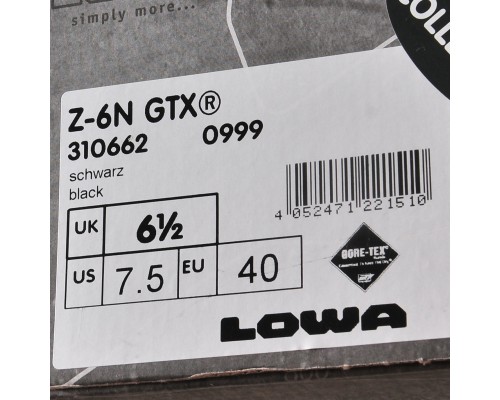 simply more...
COLLE
Z-6N GTX®
310662 0999
schwarz
black
4 052471 221510
UK 6½
US 7.5 EU 40
GORE-TEX®
LOWA